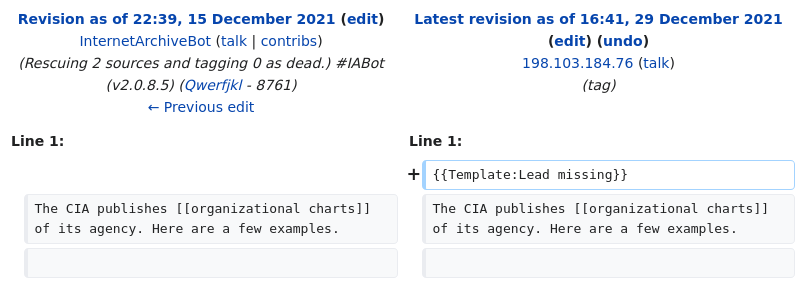 Revision as of 22:39, 15 December 2021 (edit)
InternetArchiveBot (talk | contribs)
(Rescuing 2 sources and tagging 0 as dead.) #IABot
(v2.0.8.5) (Qwerfjkl - 8761)
← Previous edit
Latest revision as of 16:41, 29 December 2021
(edit) (undo)
198.103.184.76 (talk)
(tag)
Line 1:
Line 1:
+ {{Template:Lead missing}}
The CIA publishes [[organizational charts]]
of its agency. Here are a few examples.
The CIA publishes [[organizational charts]]
of its agency. Here are a few examples.